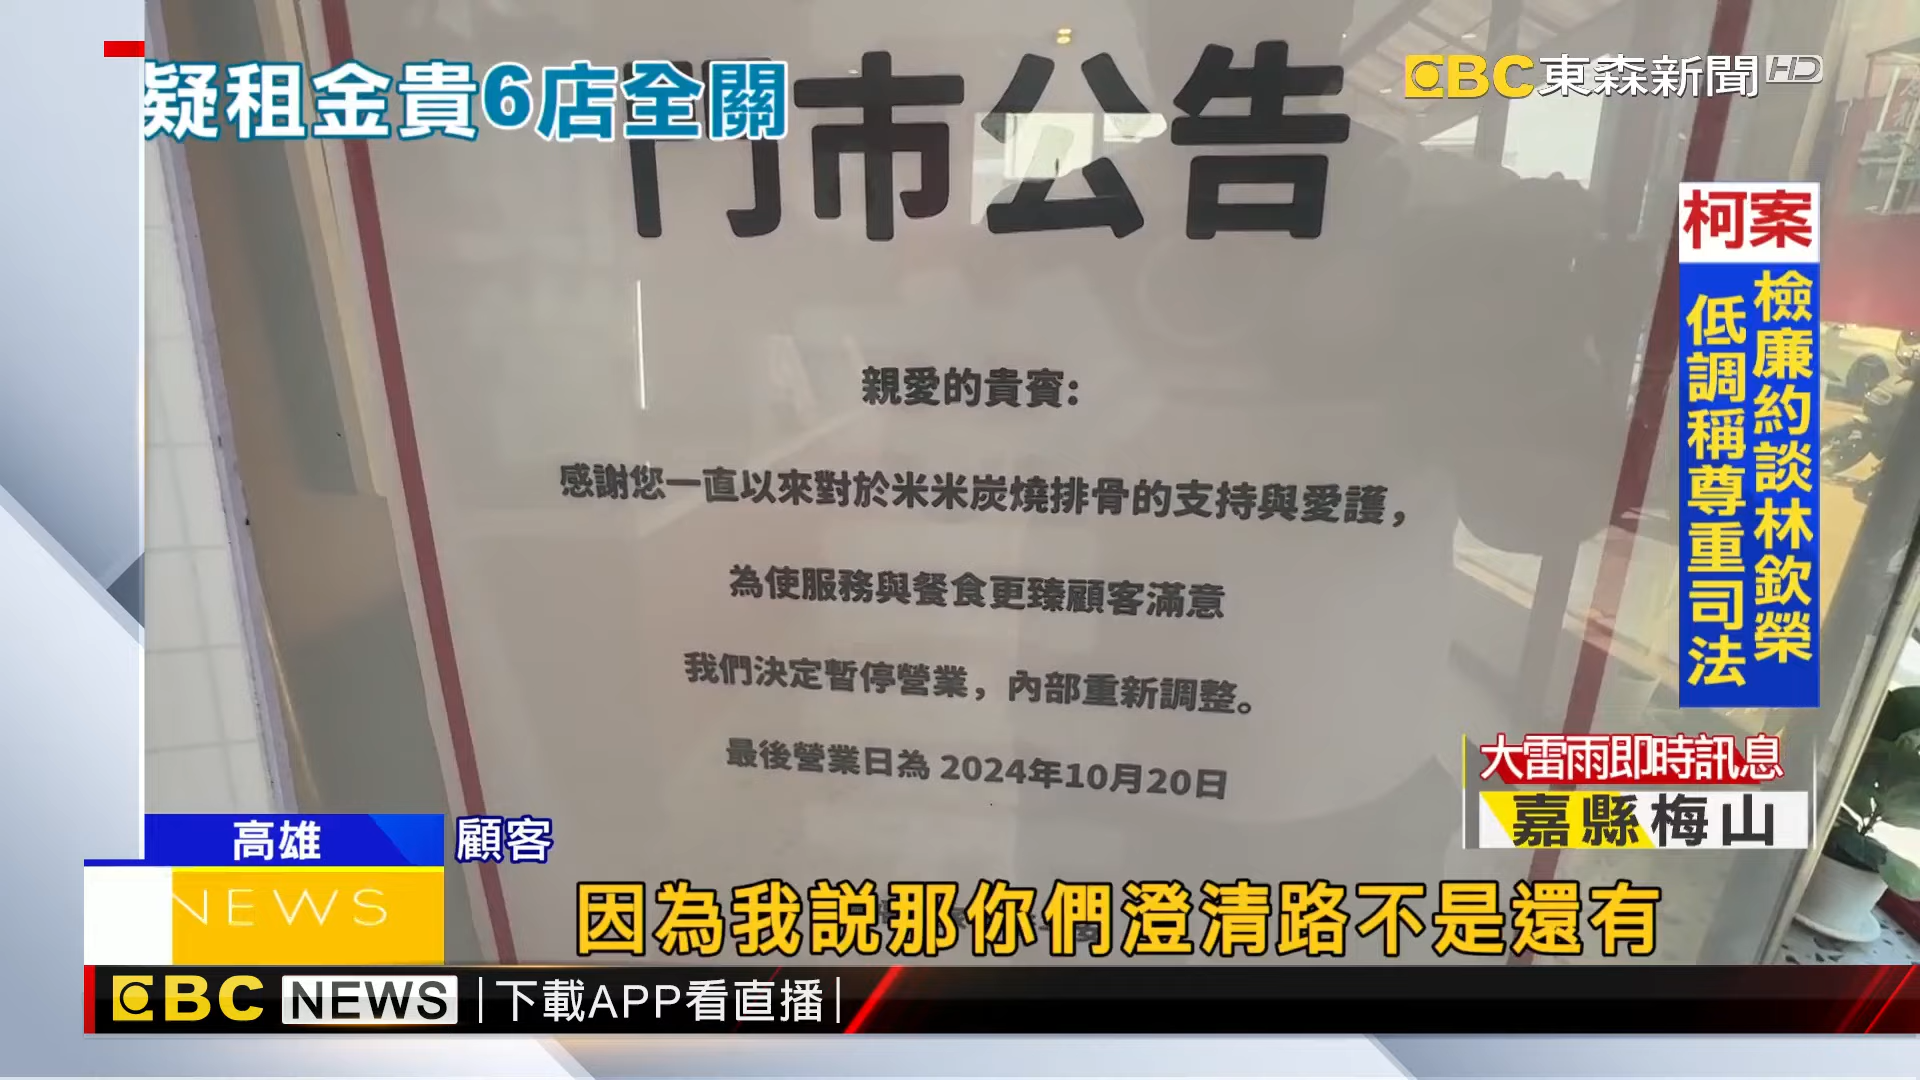 疑租金貴6店全關
EBC東森新聞HD
門市公告
親愛的貴賓:
感謝您一直以來對於米米炭燒排骨的支持與愛護,
為使服務與餐食更臻顧客滿意
我們決定暫停營業,內部重新調整。
最後營業日為 2024年10月20日
柯案
檢廉約談林欽榮
低調稱尊重司法
大雷雨即時訊息
嘉縣梅山
高雄
顧客
NEWS
因為我説那你們澄清路不是還有
EBC NEWS |下載APP看直播|